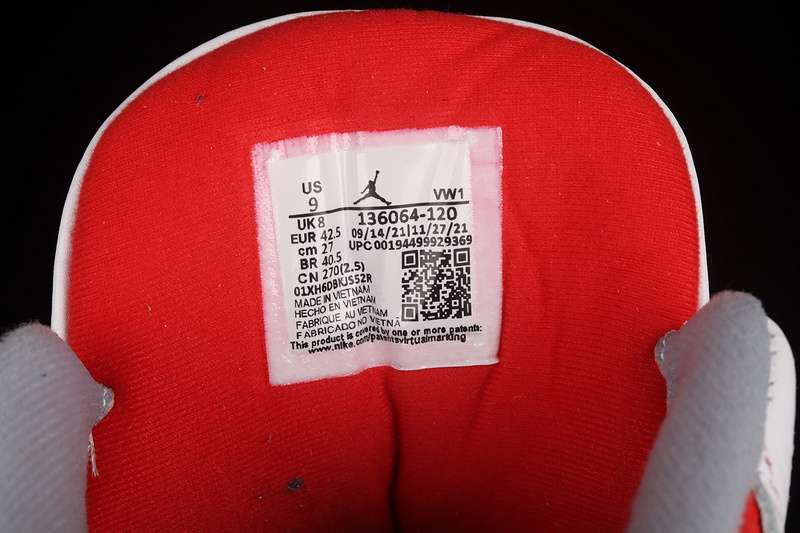 US VW1
9
UK 8 136064-120
EUR 42.5 09/14/21|11/27/21
cm 27 UPC 00194499929369
BR 40.5
CN 270(2.5)
01XH6DBKJS52R
MADE IN VIETNAM
HECHO EN VIETNAM
FABRIQUE AU VIETNAM
FABRICADO NO VIETNÃ
This product is covered by one or more patents:
www.nike.com/patentsvirtualmarking